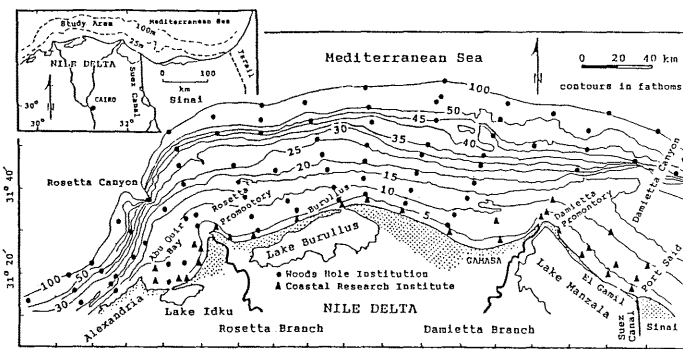 Mediterranean Sea
Study Area
100m
25m
NILE DELTA
Suez Canal
CAIRO
Sinai
0 100
km
30°
30°
32°
Mediterranean Sea
0 20 40 km
contours in fathoms
100
50
45
40
35
30
25
20
15
10
5
Rosetta Canyon
Damietta Canyon
31° 40'
31° 20'
Rosetta Promontory
Burullus
Damietta Promontory
Abu Quir Bay
Lake Burullus
GAMASA
Port Said
El Gamil
Lake Manzala
100
50
30
Alexandria
Lake Idku
Woods Hole Institution
Coastal Research Institute
NILE DELTA
Rosetta Branch
Damietta Branch
Suez Canal
Sinai